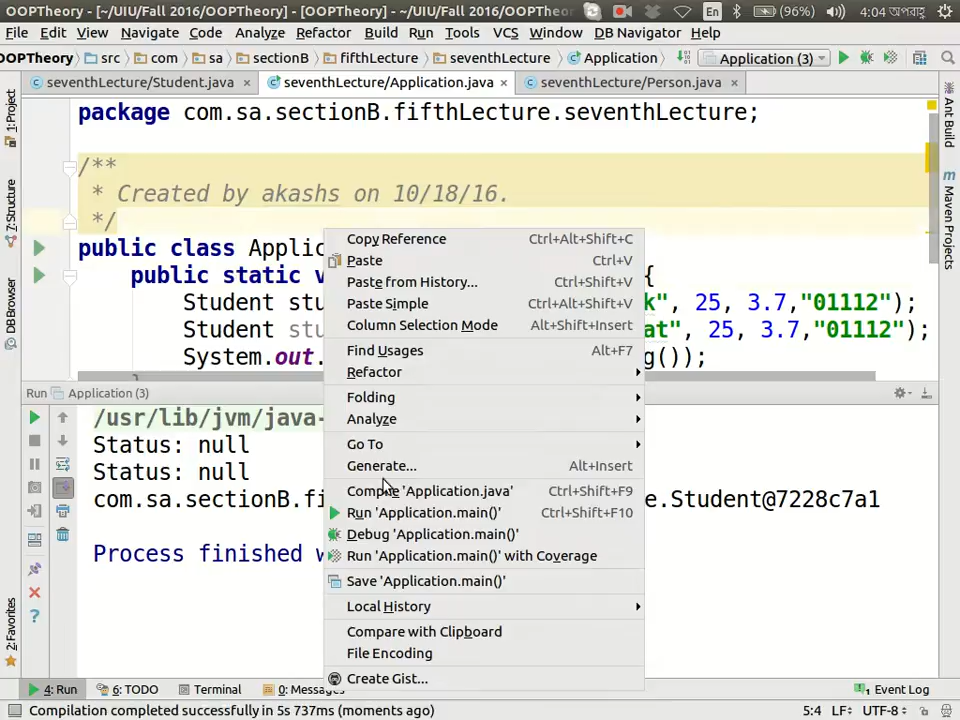 OOPTheory - [~/UIU/Fall 2016/OOPTheory] - [OOPTheory] - ~/UIU/Fall 2016/OOPTh En (96%) 4:04 অপরাহ্ন
File Edit View Navigate Code Analyze Refactor Build Run Tools VCS Window DB Navigator Help
OOPTheory src com sa sectionB fifthLecture seventhLecture Application Application (3)
seventhLecture/Student.java × seventhLecture/Application.java × seventhLecture/Person.java ×
package com.sa.sectionB.fifthLecture.seventhLecture;
/**
* Created by akashs on 10/18/16.
*/
public class Applic
public static v {
Student stu k", 25, 3.7,"01112");
Student stu at", 25, 3.7,"01112");
System.out. g());
Copy Reference Ctrl+Alt+Shift+C
Paste Ctrl+V
Paste from History... Ctrl+Shift+V
Paste Simple Ctrl+Alt+Shift+V
Column Selection Mode Alt+Shift+Insert
Find Usages Alt+F7
Refactor
Folding
Analyze
Go To
Generate... Alt+Insert
Compile 'Application.java' Ctrl+Shift+F9
Run 'Application.main()' Ctrl+Shift+F10
Debug 'Application.main()'
Run 'Application.main()' with Coverage
Save 'Application.main()'
Local History
Compare with Clipboard
File Encoding
Create Gist...
Run Application (3)
/usr/lib/jvm/java-
Status: null
Status: null
com.sa.sectionB.fi e.Student@7228c7a1
Process finished w
1: Project
7: Structure
DB Browser
2: Favorites
Ant Build
m Maven Projects
4: Run 6: TODO Terminal 0: Messages Event Log
Compilation completed successfully in 5s 737ms (moments ago) 5:4 LF÷ UTF-8÷